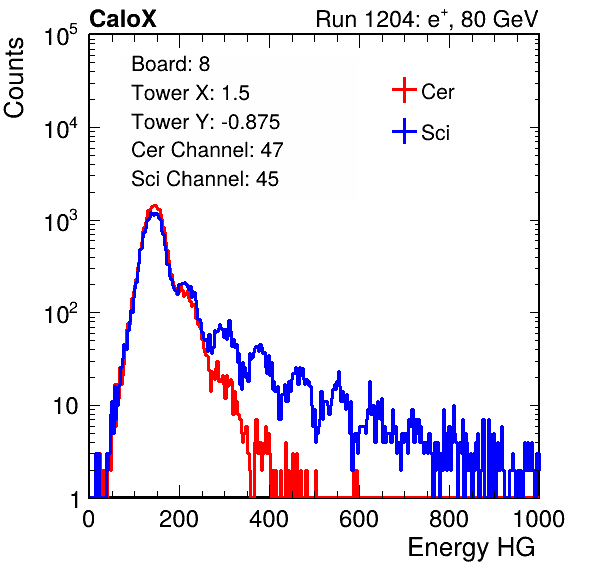 CaloX
Run 1204: e+, 80 GeV
Counts
Board: 8
Tower X: 1.5
Tower Y: -0.875
Cer Channel: 47
Sci Channel: 45
Cer
Sci
10^5
10^4
10^3
10^2
10
1
0 200 400 600 800 1000
Energy HG